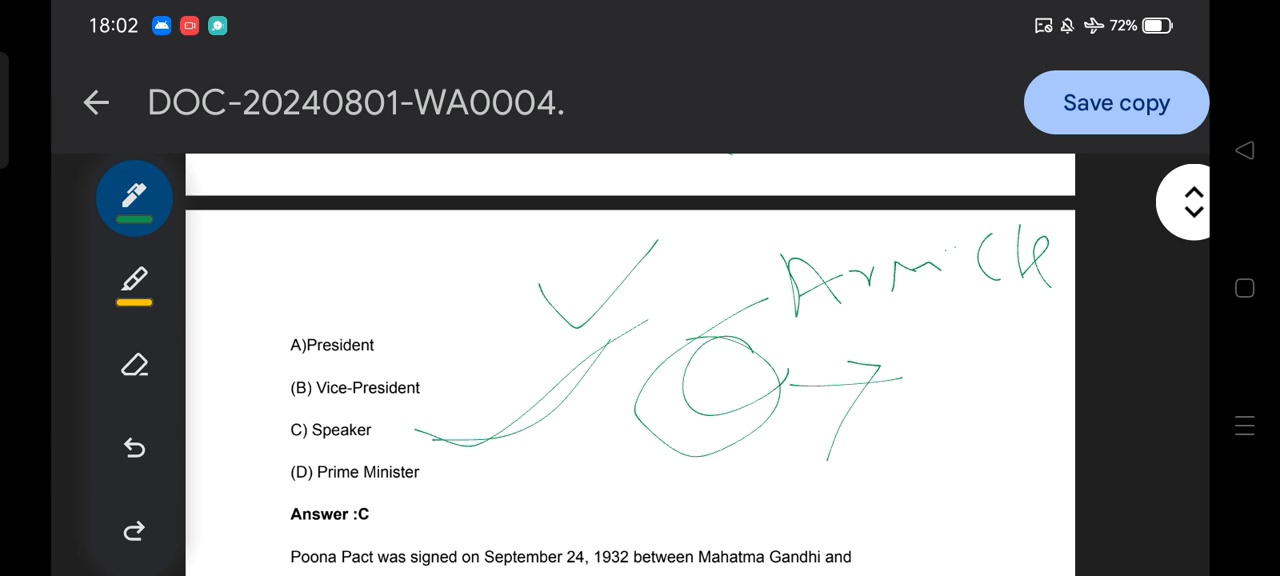 18:02
72%
DOC-20240801-WA0004.
Save copy
A)President
(B) Vice-President
C) Speaker
(D) Prime Minister
Answer :C
Poona Pact was signed on September 24, 1932 between Mahatma Gandhi and